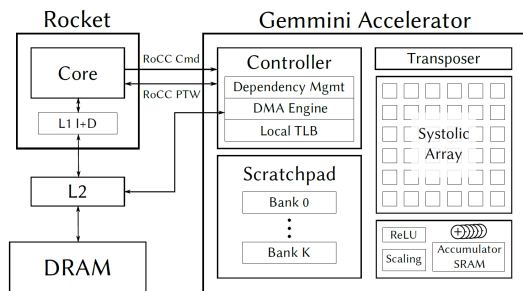 Rocket
Core
L1 I+D
L2
DRAM
RoCC Cmd
RoCC PTW
Gemmini Accelerator
Controller
Dependency Mgmt
DMA Engine
Local TLB
Scratchpad
Bank 0
Bank K
Transposer
Systolic
Array
ReLU
Scaling
+
Accumulator
SRAM